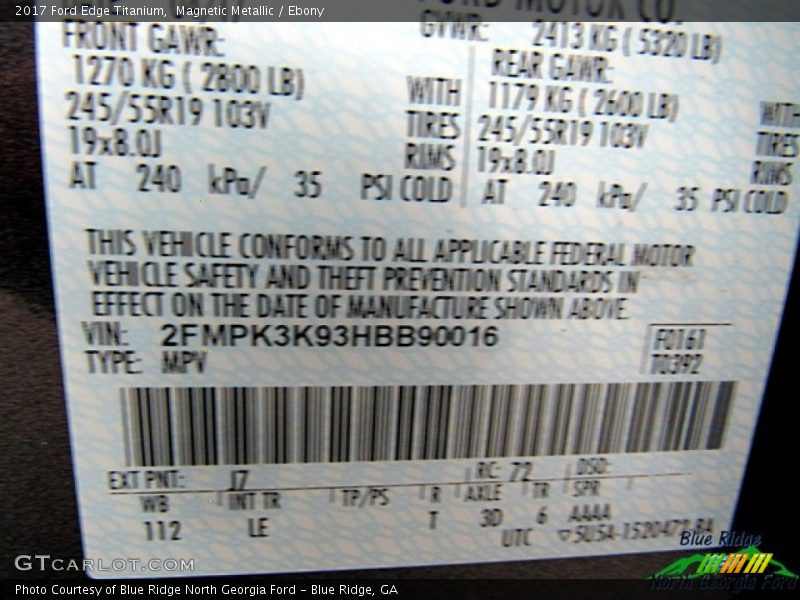 2017 Ford Edge Titanium, Magnetic Metallic / Ebony
FORD MOTOR CO.
FRONT GAWR: GVWR: 2413 KG ( 5320 LB)
1270 KG ( 2800 LB) WITH REAR GAWR: 1179 KG ( 2600 LB) WITH
245/55R19 103V TIRES 245/55R19 103V TIRES
19x8.0J RIMS 19x8.0J RIMS
AT 240 kPa/ 35 PSI COLD AT 240 kPa/ 35 PSI COLD
THIS VEHICLE CONFORMS TO ALL APPLICABLE FEDERAL MOTOR
VEHICLE SAFETY AND THEFT PREVENTION STANDARDS IN
EFFECT ON THE DATE OF MANUFACTURE SHOWN ABOVE.
VIN: 2FMPK3K93HBB90016 F0161
TYPE: MPV T0392
EXT PNT: J7 RC: 72 DSO:
WB INT TR TP/PS R AXLE TR SPR
112 LE T 3D 6 AAAA
UTC
Blue Ridge
North Georgia Ford
GTCARLOT.COM
Photo Courtesy of Blue Ridge North Georgia Ford – Blue Ridge, GA